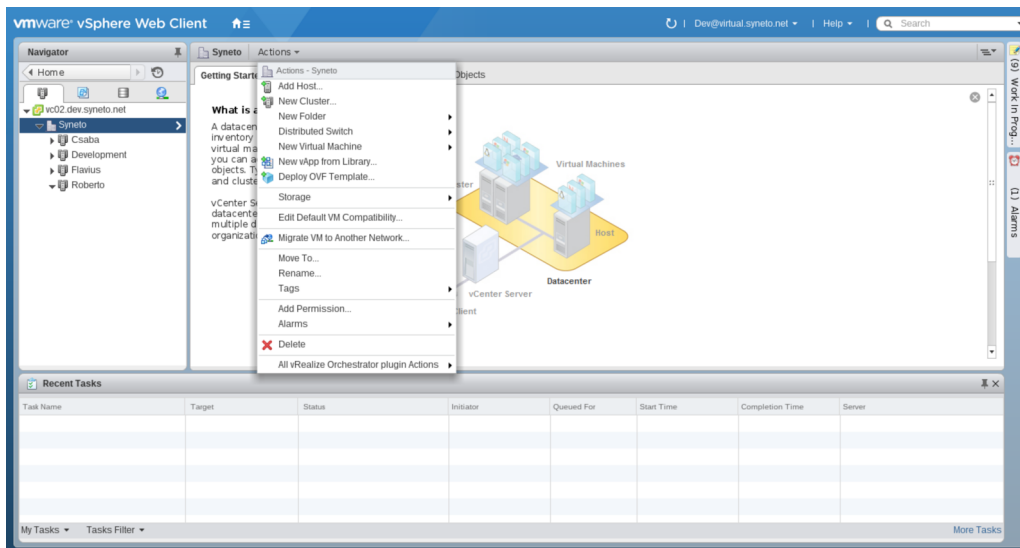 vmware® vSphere Web Client
Dev@virtual.syneto.net
Help
Search
Navigator
Home
vc02.dev.syneto.net
Syneto
Csaba
Development
Flavius
Roberto
Syneto
Actions
Getting Starte
Objects
What is a
A datacen
inventory
virtual ma
you can a
objects. Ty
and cluste
vCenter S
datacente
multiple d
organizati
Actions - Syneto
Add Host...
New Cluster...
New Folder
Distributed Switch
New Virtual Machine
New vApp from Library...
Deploy OVF Template...
Storage
Edit Default VM Compatibility...
Migrate VM to Another Network...
Move To...
Rename...
Tags
Add Permission...
Alarms
Delete
All vRealize Orchestrator plugin Actions
Virtual Machines
ster
Host
Datacenter
vCenter Server
lient
(9) Work In Prog...
(1) Alarms
Recent Tasks
Task Name
Target
Status
Initiator
Queued For
Start Time
Completion Time
Server
My Tasks
Tasks Filter
More Tasks